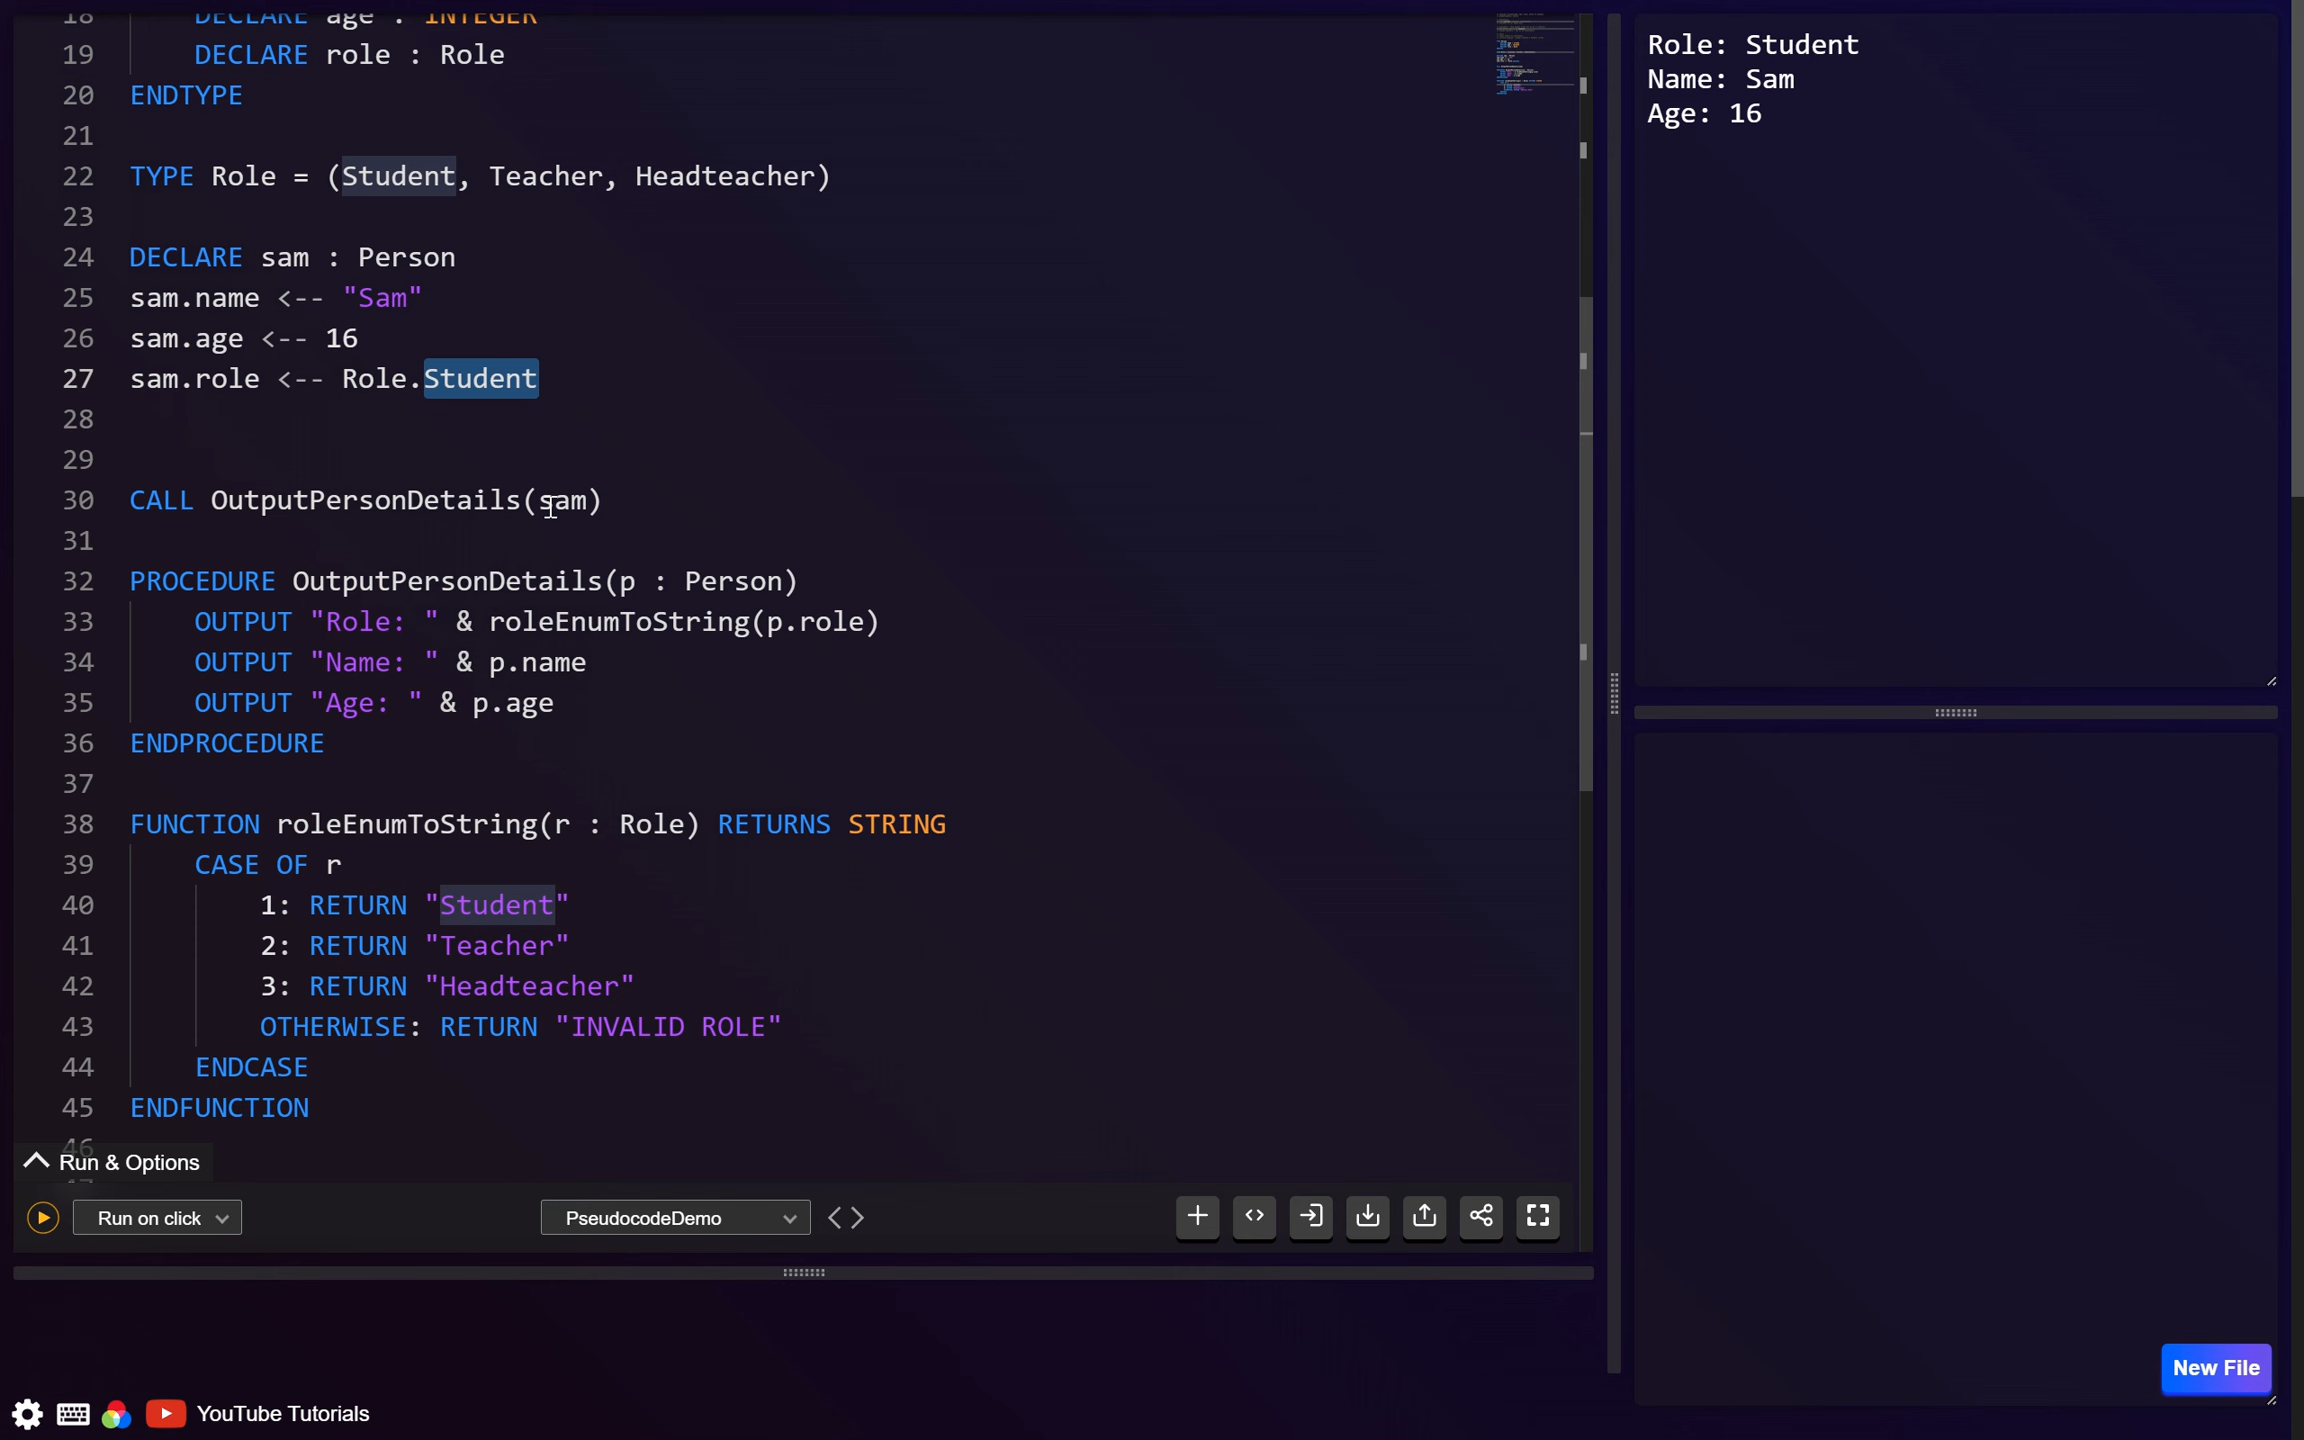 18 DECLARE age : INTEGER
19 DECLARE role : Role
20 ENDTYPE
21
22 TYPE Role = (Student, Teacher, Headteacher)
23
24 DECLARE sam : Person
25 sam.name <-- "Sam"
26 sam.age <-- 16
27 sam.role <-- Role.Student
28
29
30 CALL OutputPersonDetails(sam)
31
32 PROCEDURE OutputPersonDetails(p : Person)
33 OUTPUT "Role: " & roleEnumToString(p.role)
34 OUTPUT "Name: " & p.name
35 OUTPUT "Age: " & p.age
36 ENDPROCEDURE
37
38 FUNCTION roleEnumToString(r : Role) RETURNS STRING
39 CASE OF r
40 1: RETURN "Student"
41 2: RETURN "Teacher"
42 3: RETURN "Headteacher"
43 OTHERWISE: RETURN "INVALID ROLE"
44 ENDCASE
45 ENDFUNCTION
46
Run & Options
Run on click
PseudocodeDemo
YouTube Tutorials
Role: Student
Name: Sam
Age: 16
New File